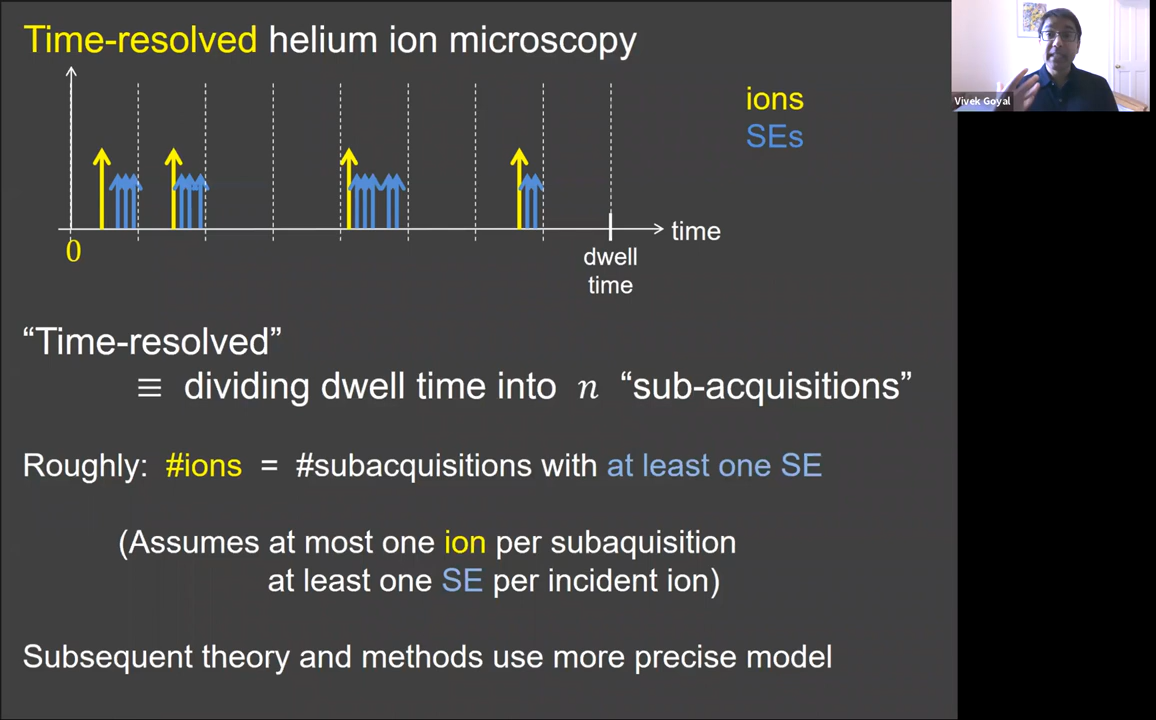 Time-resolved helium ion microscopy
Vivek Goyal
ions
SEs
0
time
dwell
time
“Time-resolved”
≡ dividing dwell time into n “sub-acquisitions”
Roughly: #ions = #subacquisitions with at least one SE
(Assumes at most one ion per subaquisition
at least one SE per incident ion)
Subsequent theory and methods use more precise model